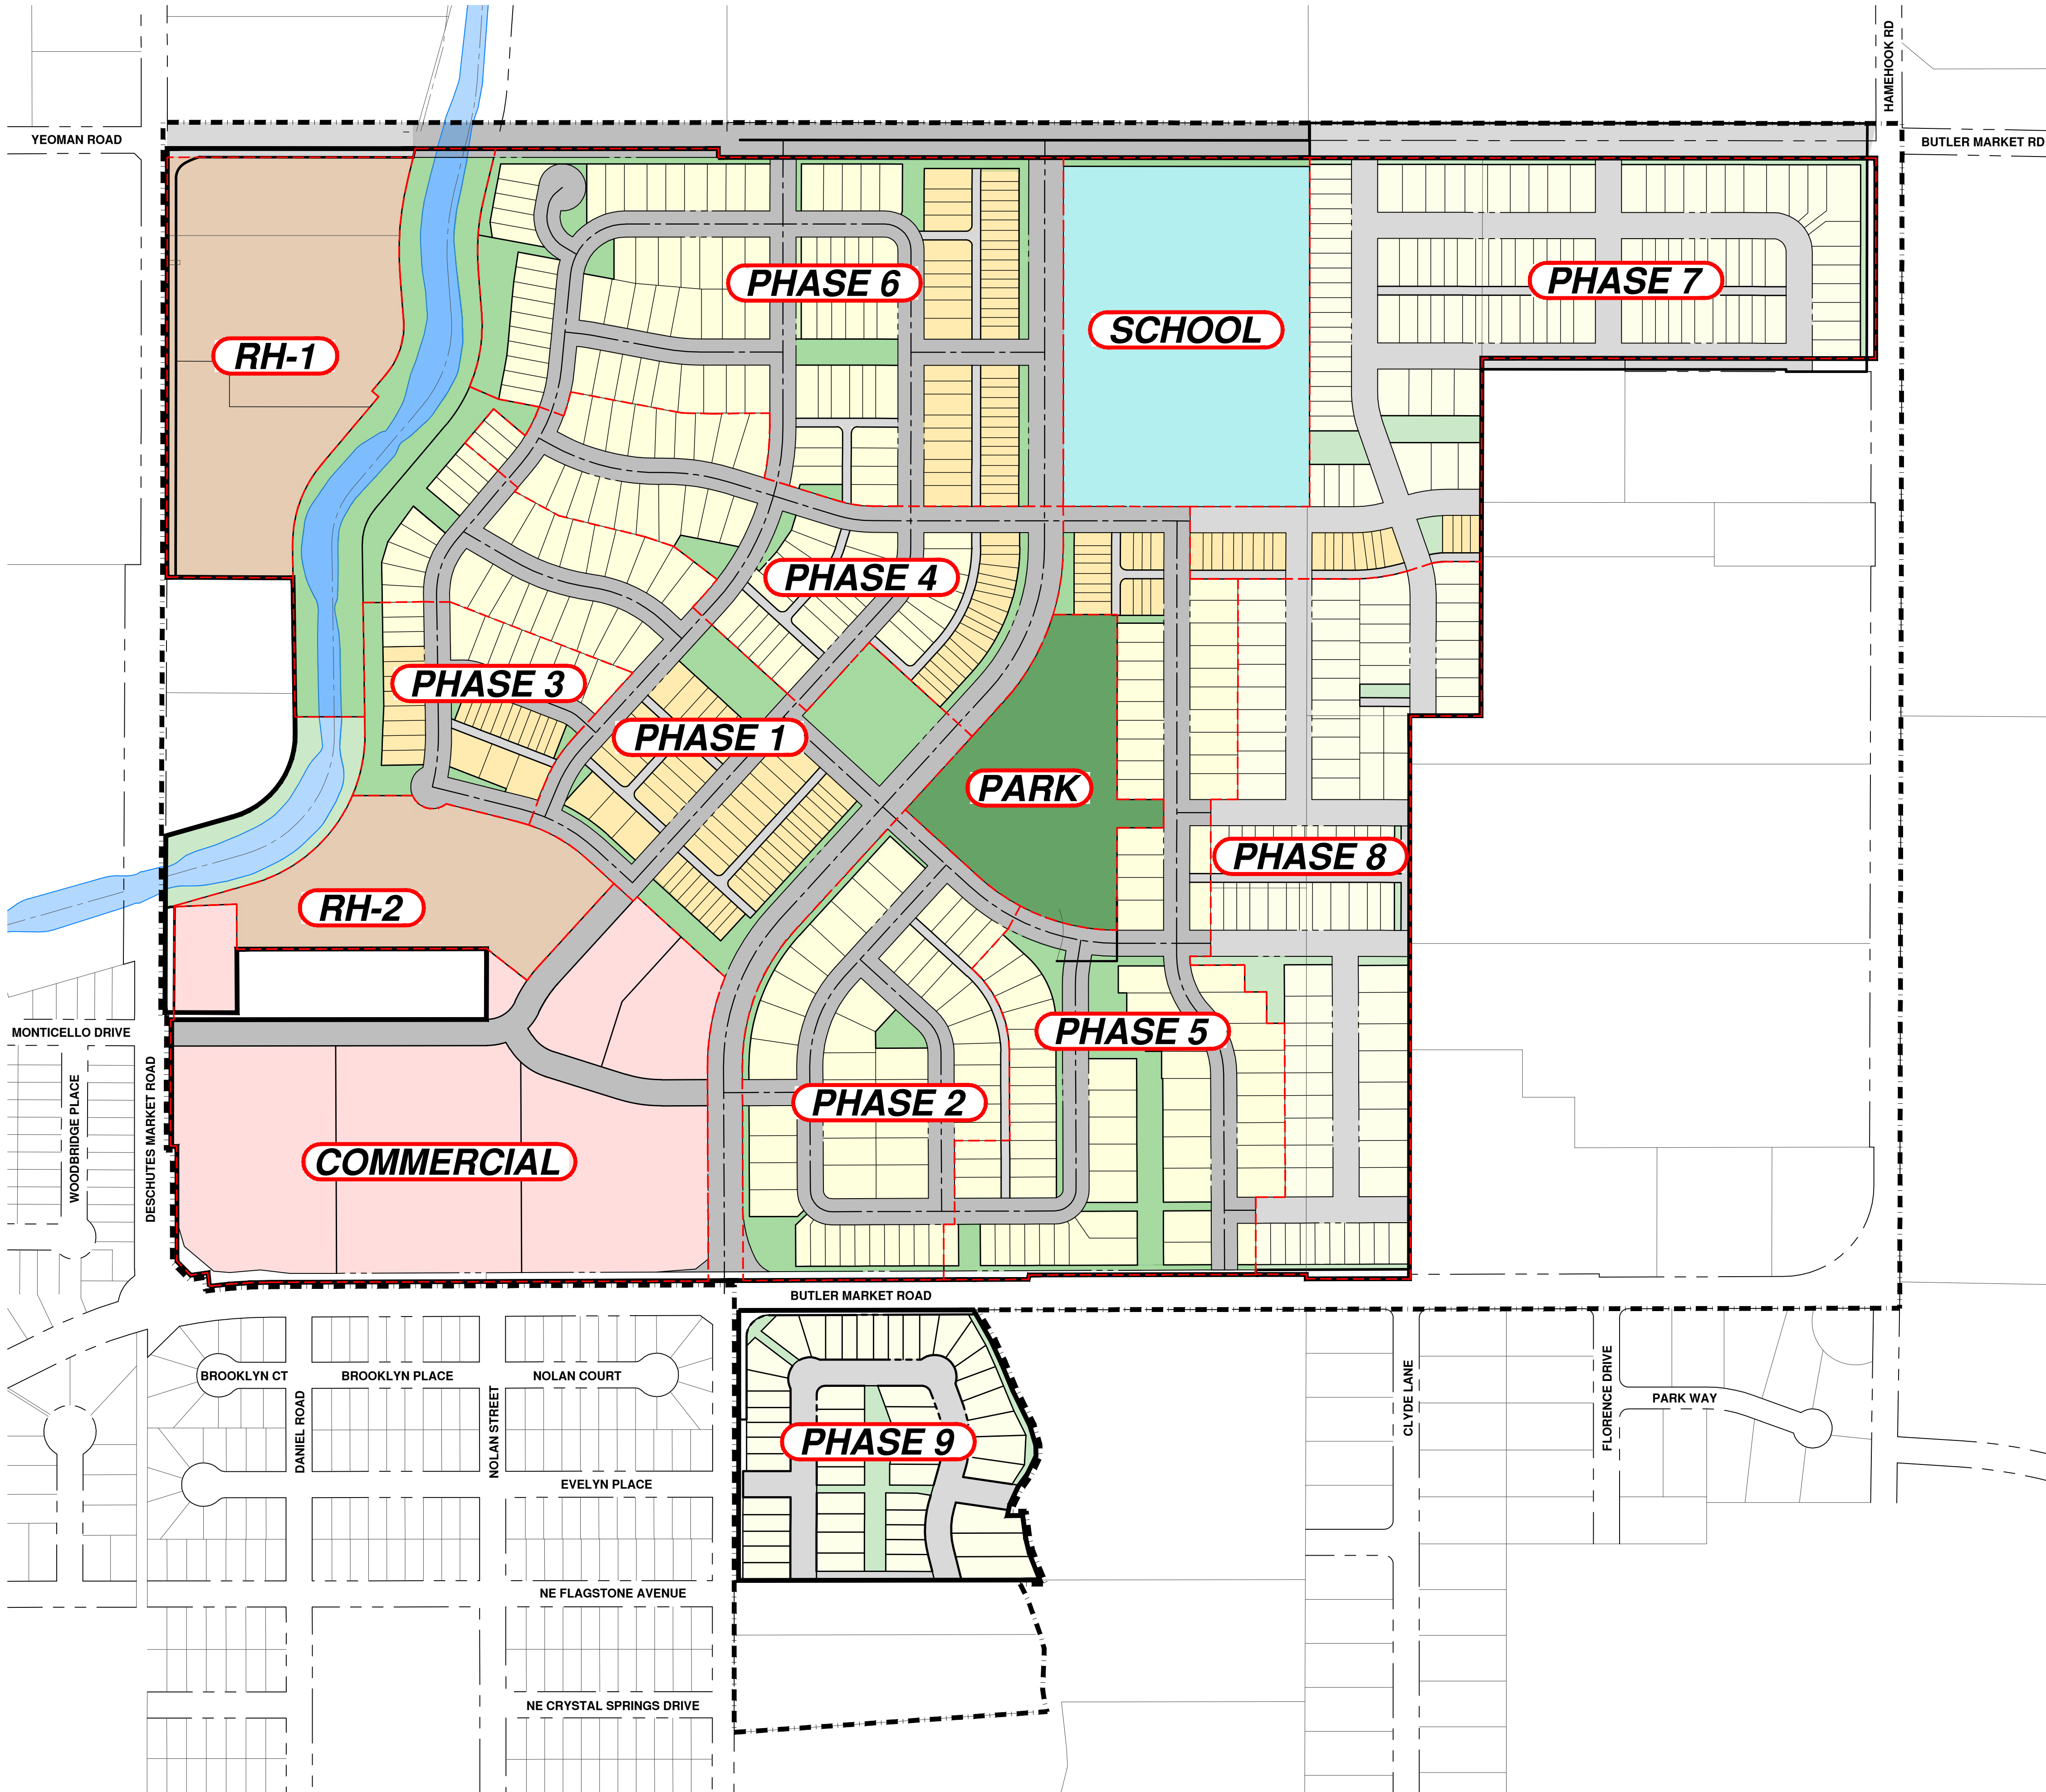 HAMEHOOK RD
YEOMAN ROAD
BUTLER MARKET RD
PHASE 6
PHASE 7
SCHOOL
RH-1
PHASE 4
PHASE 3
PHASE 1
PARK
PHASE 8
RH-2
PHASE 5
MONTICELLO DRIVE
WOODBRIDGE PLACE
DESCHUTES MARKET ROAD
PHASE 2
COMMERCIAL
BUTLER MARKET ROAD
BROOKLYN CT
BROOKLYN PLACE
NOLAN COURT
DANIEL ROAD
NOLAN STREET
CLYDE LANE
FLORENCE DRIVE
PARK WAY
PHASE 9
EVELYN PLACE
NE FLAGSTONE AVENUE
NE CRYSTAL SPRINGS DRIVE